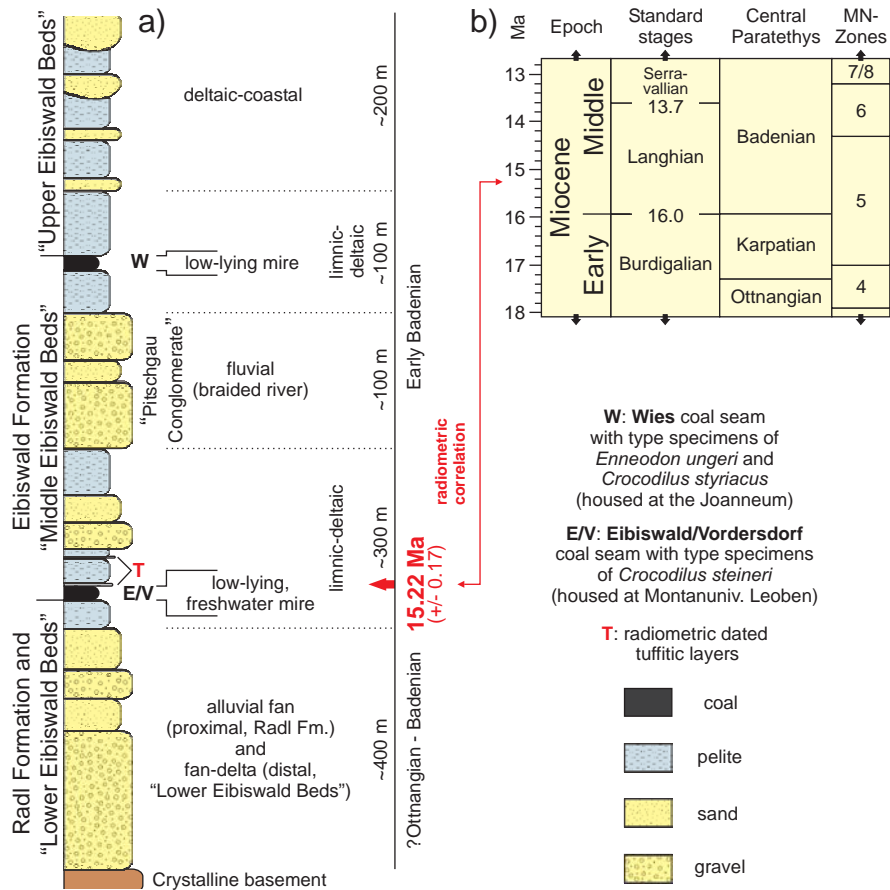 a)
"Upper Eibiswald Beds"
Eibiswald Formation
"Middle Eibiswald Beds"
Radl Formation and
"Lower Eibiswald Beds"
deltaic-coastal
~200 m
W
low-lying mire
limnic-deltaic
~100 m
"Pitschgau
Conglomerate"
fluvial
(braided river)
~100 m
Early Badenian
T
E/V
low-lying,
freshwater mire
limnic-deltaic
~300 m
15.22 Ma
(+/- 0.17)
radiometric
correlation
alluvial fan
(proximal, Radl Fm.)
and
fan-delta (distal,
"Lower Eibiswald Beds")
~400 m
?Ottnangian - Badenian
Crystalline basement
b)
Ma
Epoch
Standard
stages
Central
Paratethys
MN-
Zones
13
14
15
16
17
18
Miocene
Middle
Early
Serra-
vallian
13.7
Langhian
16.0
Burdigalian
Badenian
Karpatian
Ottnangian
7/8
6
5
4
W: Wies coal seam
with type specimens of
Enneodon ungeri and
Crocodilus styriacus
(housed at the Joanneum)
E/V: Eibiswald/Vordersdorf
coal seam with type specimens
of Crocodilus steineri
(housed at Montanuniv. Leoben)
T: radiometric dated
tuffitic layers
coal
pelite
sand
gravel